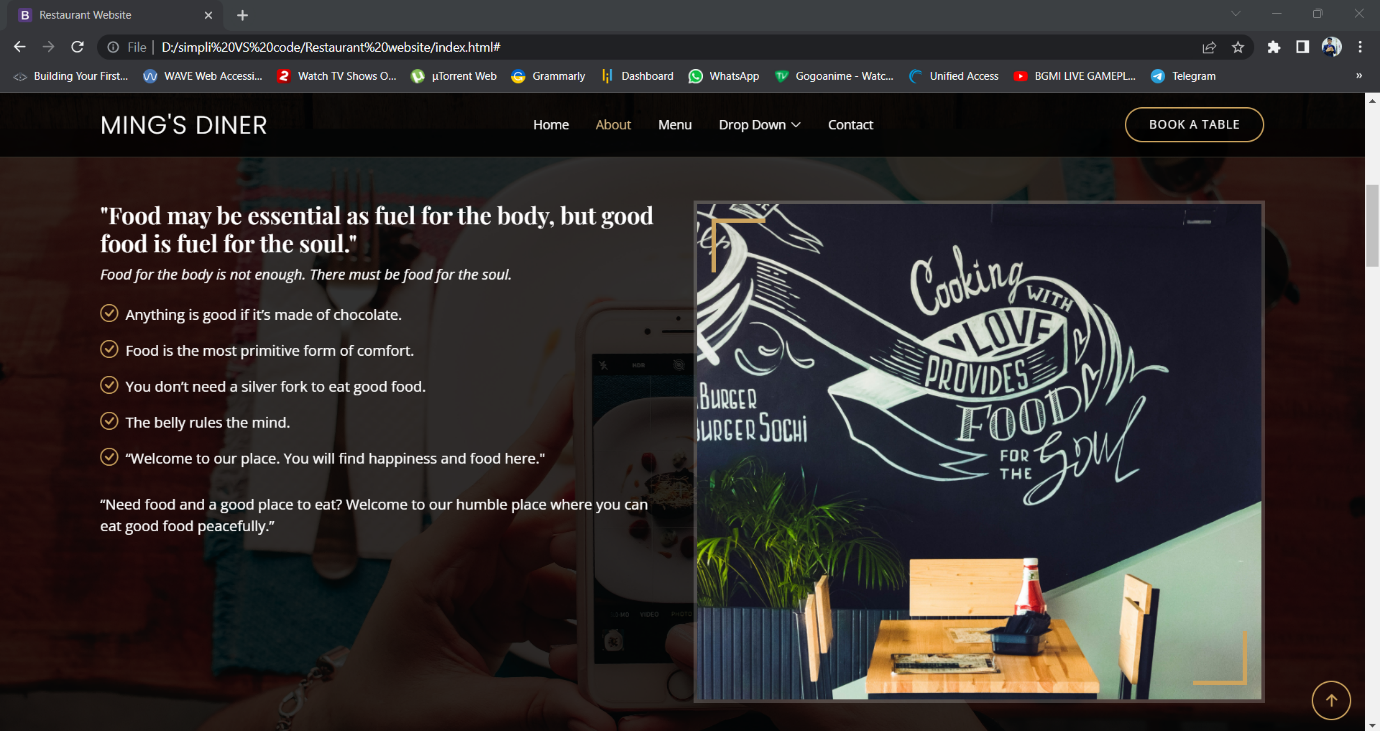 Restaurant Website
File
D:/simpli%20VS%20code/Restaurant%20website/index.html#
Building Your First...
WAVE Web Accessi...
Watch TV Shows O...
µTorrent Web
Grammarly
Dashboard
WhatsApp
Gogoanime - Watc...
Unified Access
BGMI LIVE GAMEPL...
Telegram
»
MING'S DINER
Home
About
Menu
Drop Down
Contact
BOOK A TABLE
"Food may be essential as fuel for the body, but good
food is fuel for the soul."
Food for the body is not enough. There must be food for the soul.
Anything is good if it's made of chocolate.
Food is the most primitive form of comfort.
You don't need a silver fork to eat good food.
The belly rules the mind.
“Welcome to our place. You will find happiness and food here."
“Need food and a good place to eat? Welcome to our humble place where you can
eat good food peacefully.”
Cooking
WITH
LOVE
PROVIDES
FOOD
FOR
THE
Soul
BURGER
BURGER SOCHI
HDR
VIDEO
PHOTO